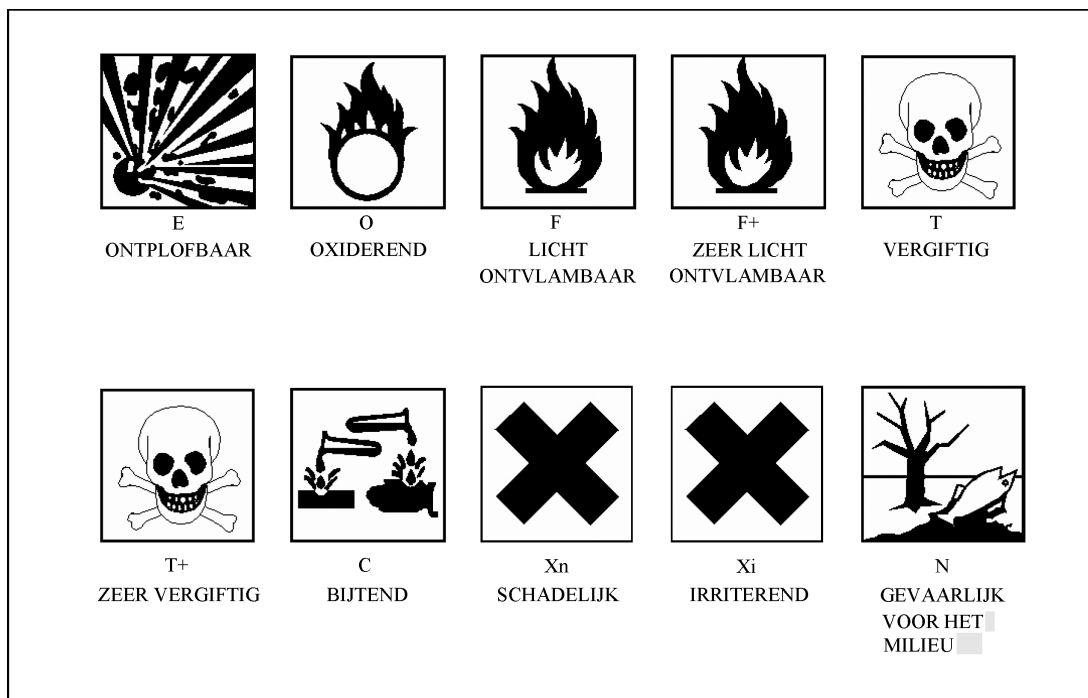 E
ONTPLOFBAAR
O
OXIDEREND
F
LICHT
ONTVLAMBAAR
F+
ZEER LICHT
ONTVLAMBAAR
T
VERGIFTIG
T+
ZEER VERGIFTIG
C
BIJTEND
Xn
SCHADELIJK
Xi
IRRITEREND
N
GEVAARLIJK
VOOR HET
MILIEU